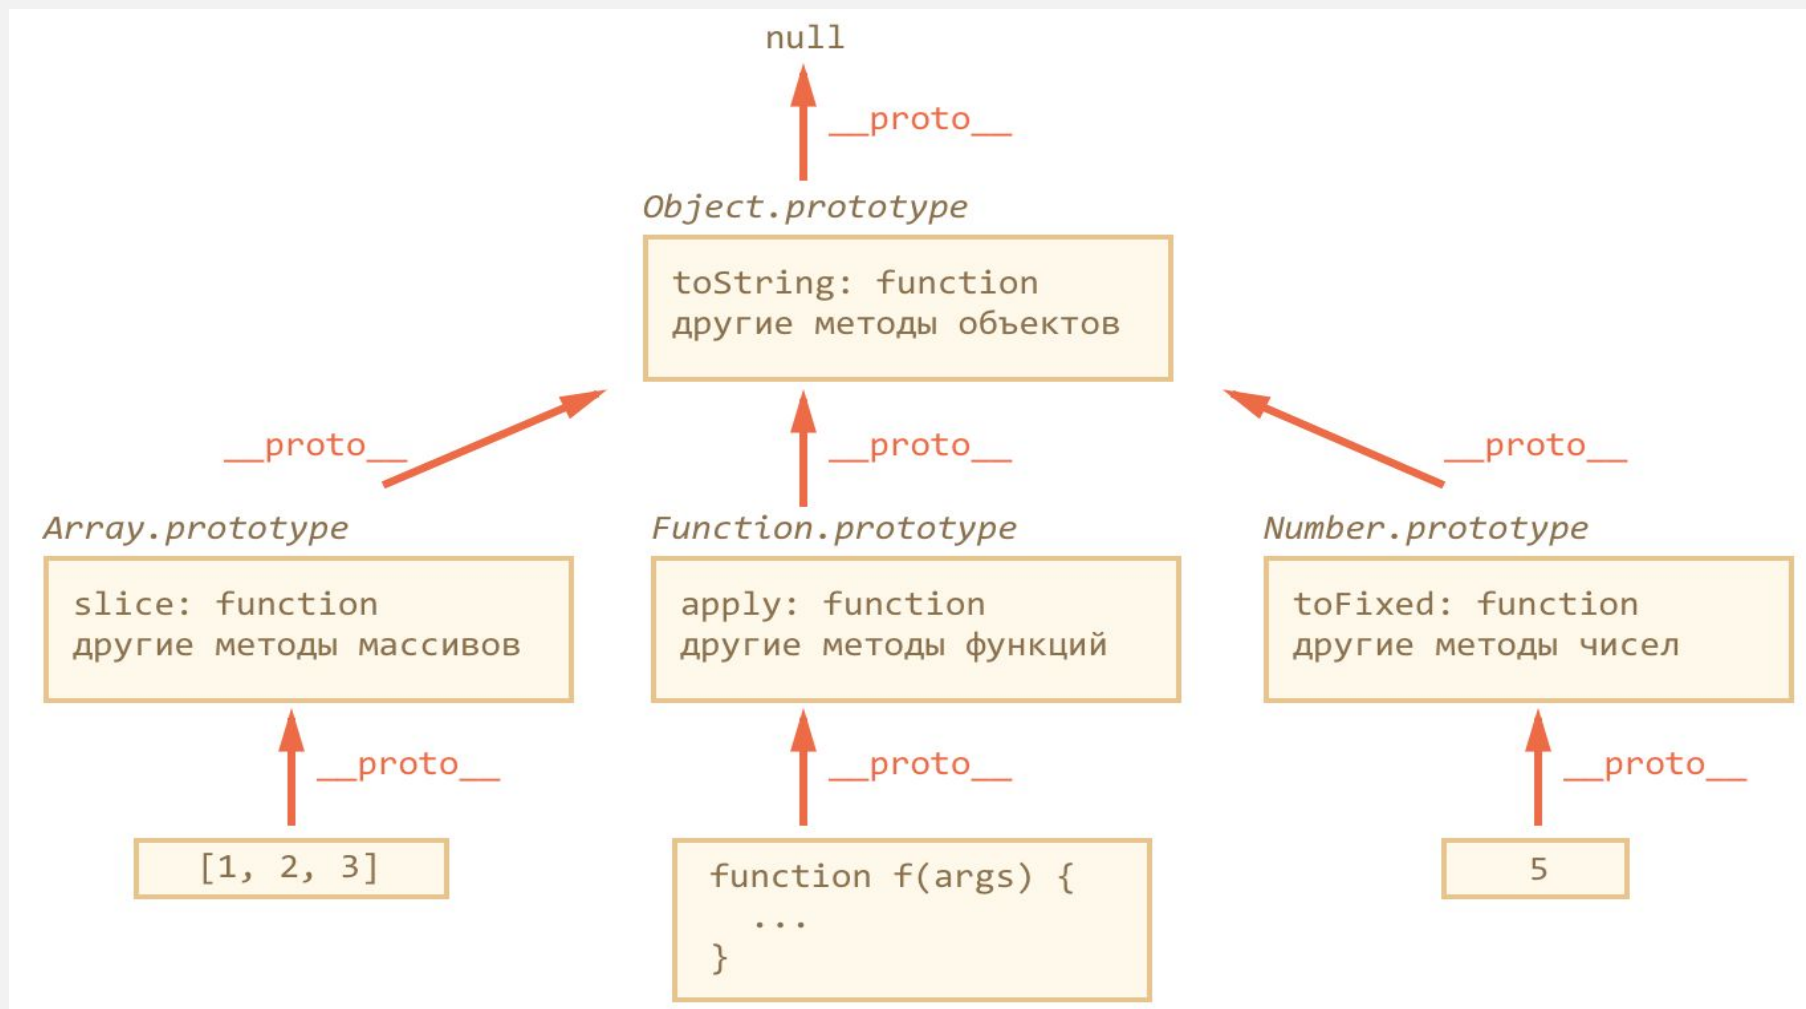 null
__proto__
Object.prototype
toString: function
другие методы объектов
__proto__
__proto__
__proto__
Array.prototype
Function.prototype
Number.prototype
slice: function
другие методы массивов
apply: function
другие методы функций
toFixed: function
другие методы чисел
__proto__
__proto__
__proto__
[1, 2, 3]
function f(args) {
...
}
5